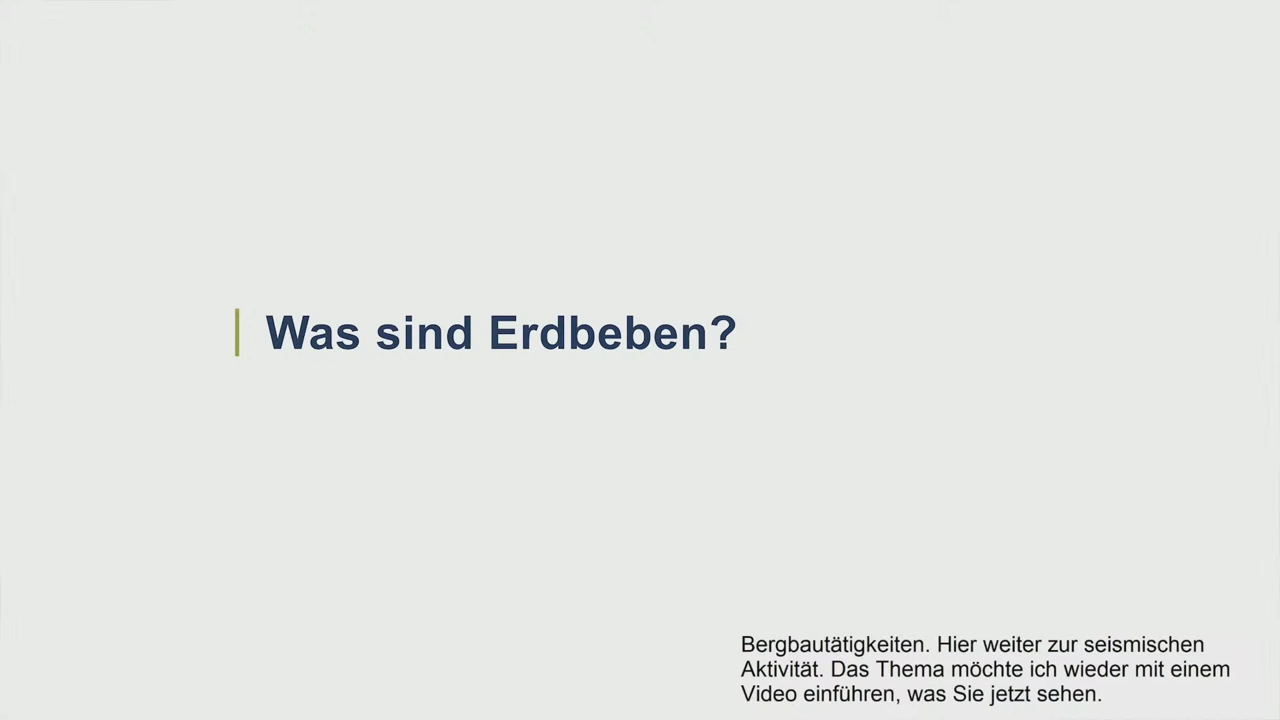 Was sind Erdbeben?
Bergbautätigkeiten. Hier weiter zur seismischen
Aktivität. Das Thema möchte ich wieder mit einem
Video einführen, was Sie jetzt sehen.